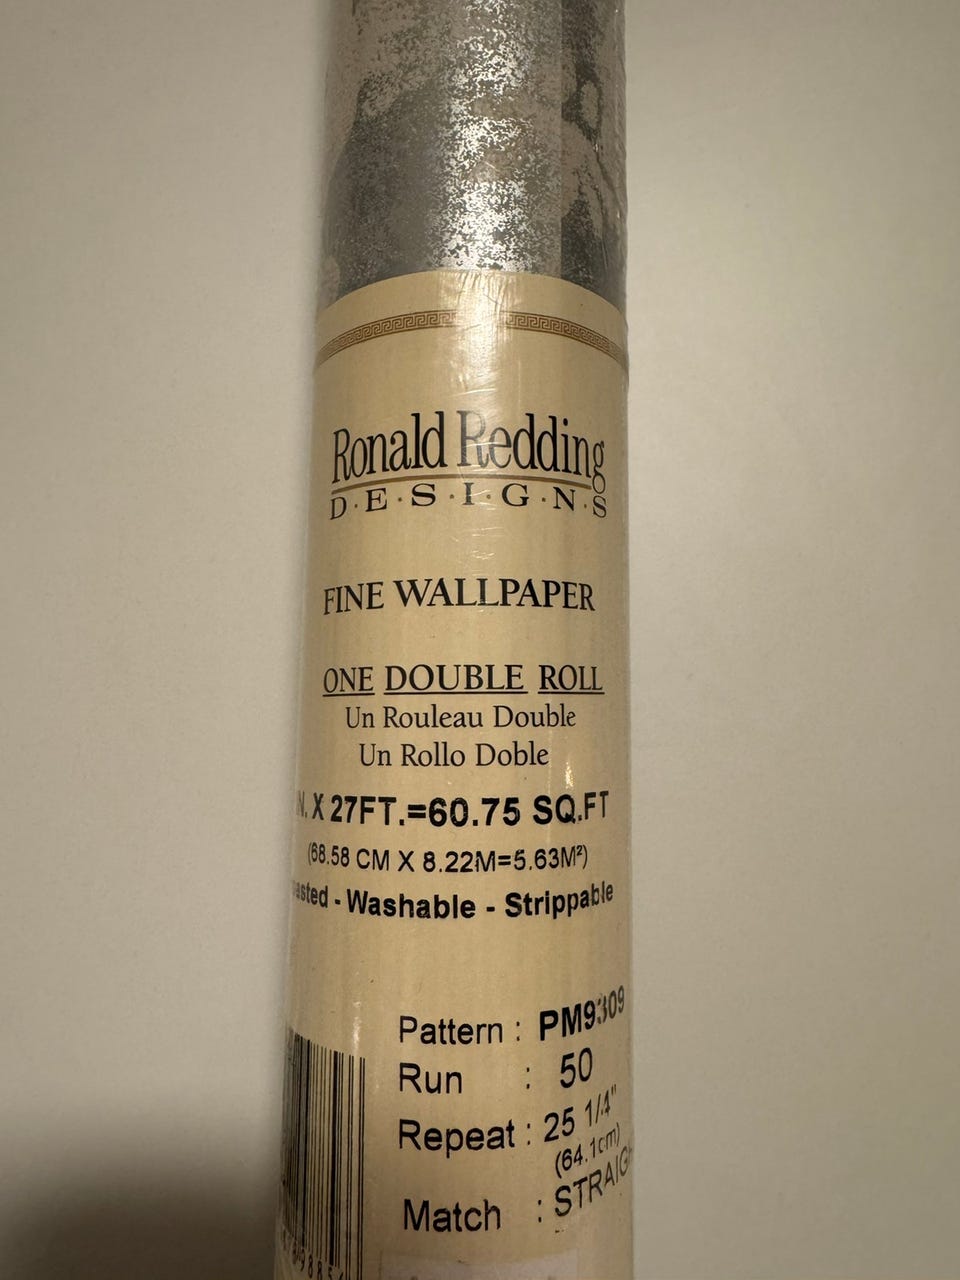 Ronald Redding
D·E·S·I·G·N·S
FINE WALLPAPER
ONE DOUBLE ROLL
Un Rouleau Double
Un Rollo Doble
X 27FT.=60.75 SQ.FT
(68.58 CM X 8.22M=5.63M²)
- Washable - Strippable
Pattern : PM9309
Run : 50
Repeat : 25 1/4"
(64.1cm)
Match :